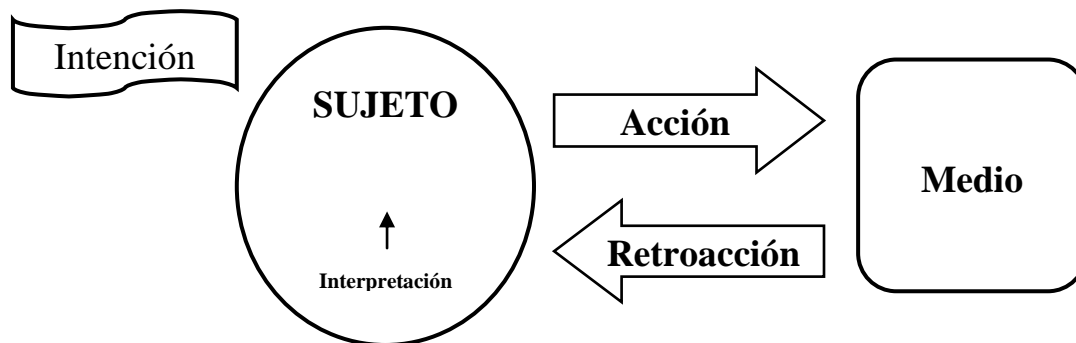 Intención
SUJETO
Acción
Medio
Retroacción
Interpretación